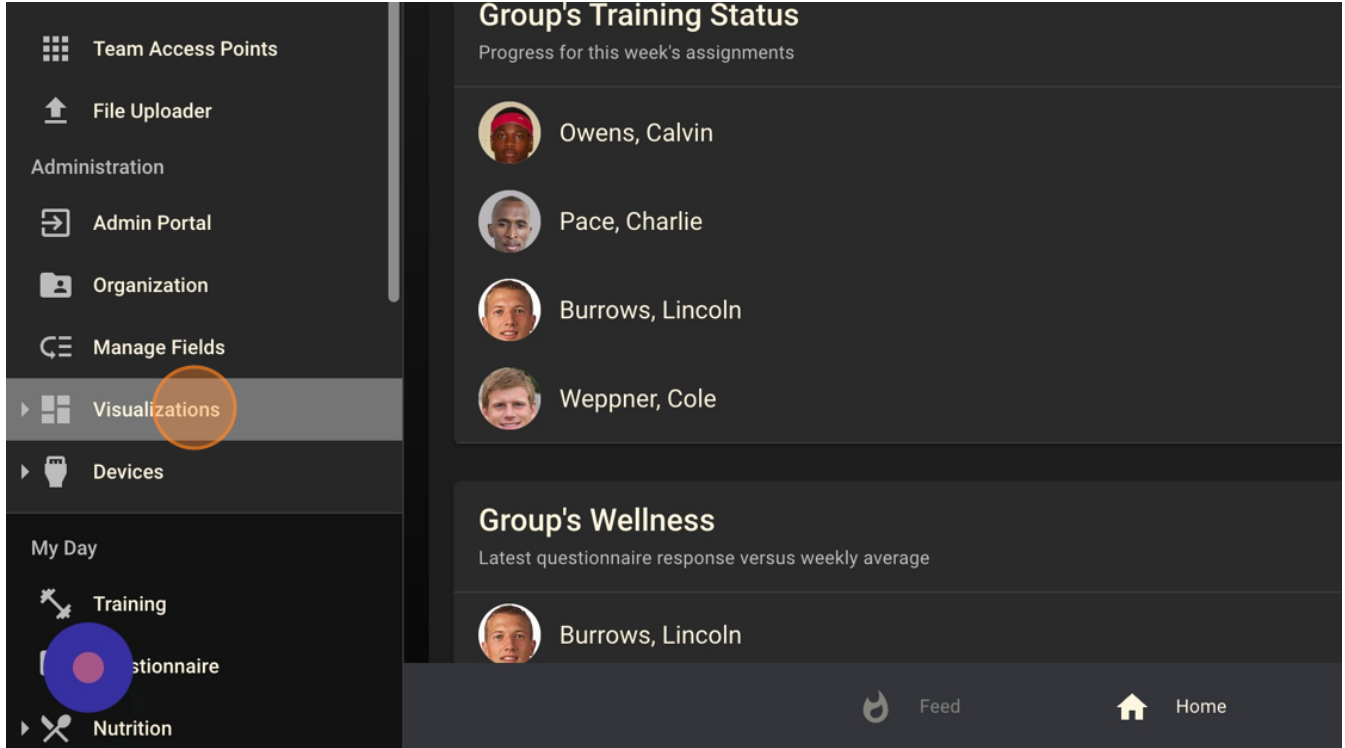 Team Access Points
File Uploader
Administration
Admin Portal
Organization
Manage Fields
Visualizations
Devices
My Day
Training
stionnaire
Nutrition
Group's Training Status
Progress for this week's assignments
Owens, Calvin
Pace, Charlie
Burrows, Lincoln
Weppner, Cole
Group's Wellness
Latest questionnaire response versus weekly average
Burrows, Lincoln
Feed
Home